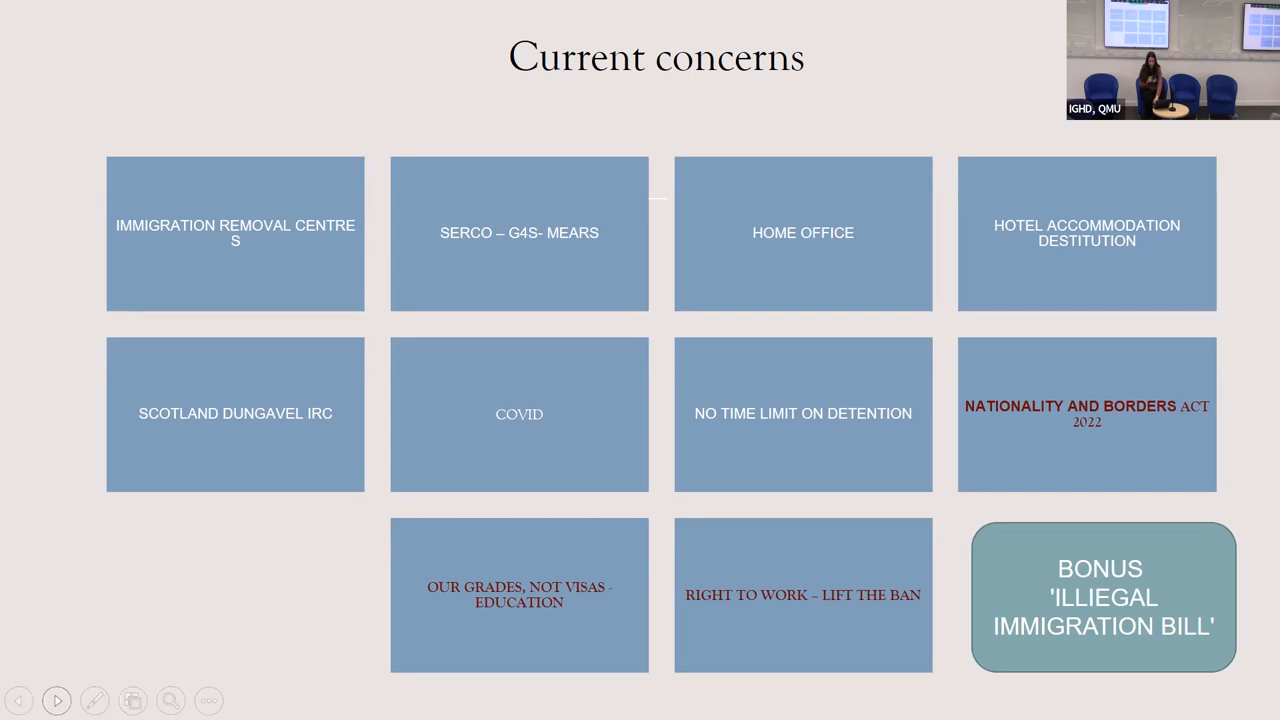 Current concerns
IGHD, QMU
IMMIGRATION REMOVAL CENTRE
S
SERCO – G4S- MEARS
HOME OFFICE
HOTEL ACCOMMODATION
DESTITUTION
SCOTLAND DUNGAVEL IRC
COVID
NO TIME LIMIT ON DETENTION
NATIONALITY AND BORDERS ACT
2022
OUR GRADES, NOT VISAS -
EDUCATION
RIGHT TO WORK – LIFT THE BAN
BONUS
'ILLIEGAL
IMMIGRATION BILL'